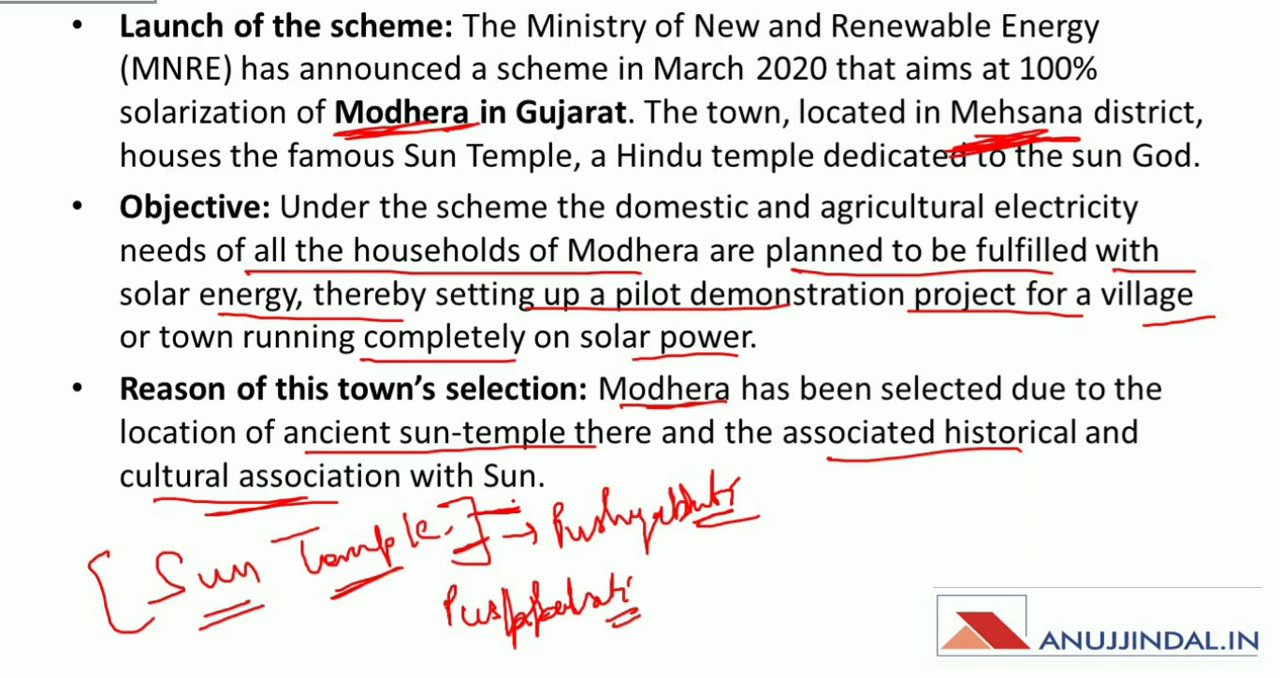 • Launch of the scheme: The Ministry of New and Renewable Energy
(MNRE) has announced a scheme in March 2020 that aims at 100%
solarization of Modhera in Gujarat. The town, located in Mehsana district,
houses the famous Sun Temple, a Hindu temple dedicated to the sun God.
• Objective: Under the scheme the domestic and agricultural electricity
needs of all the households of Modhera are planned to be fulfilled with
solar energy, thereby setting up a pilot demonstration project for a village
or town running completely on solar power.
• Reason of this town’s selection: Modhera has been selected due to the
location of ancient sun-temple there and the associated historical and
cultural association with Sun.
[Sun Temple.] →
ANUJJINDAL.IN